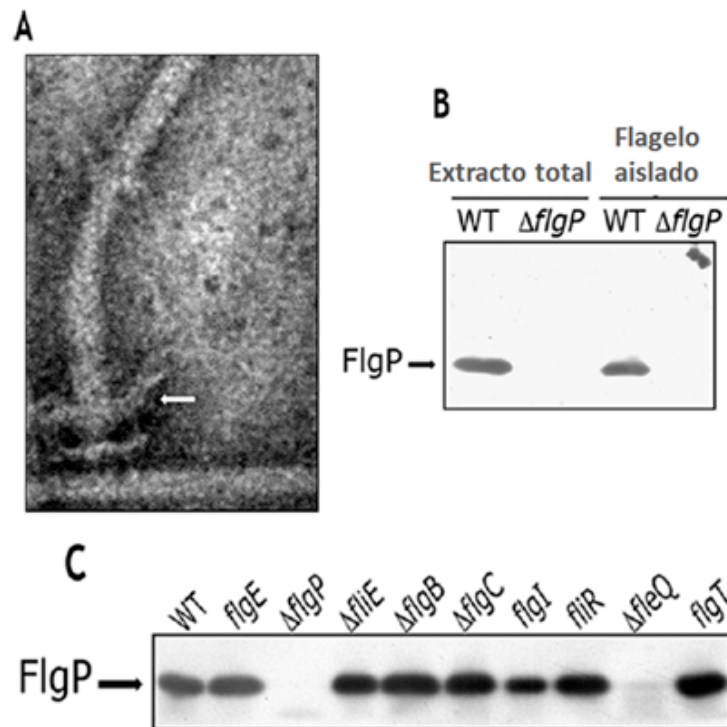 A
B
Flagelo
Extracto total aislado
WT ΔflgP WT ΔflgP
FlgP
C
WT flgE ΔflgP ΔfliE ΔflgB ΔflgC flgI fliR ΔfleQ flgT
FlgP